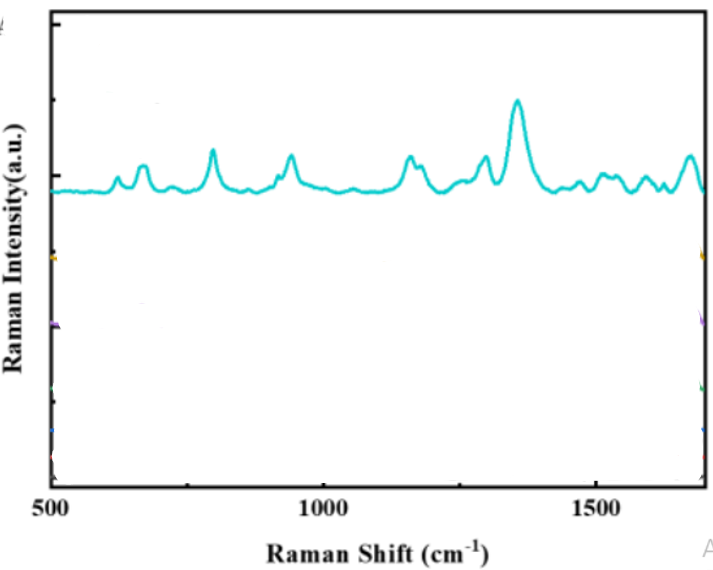 Raman Intensity(a.u.)
500 1000 1500
Raman Shift (cm⁻¹)
A